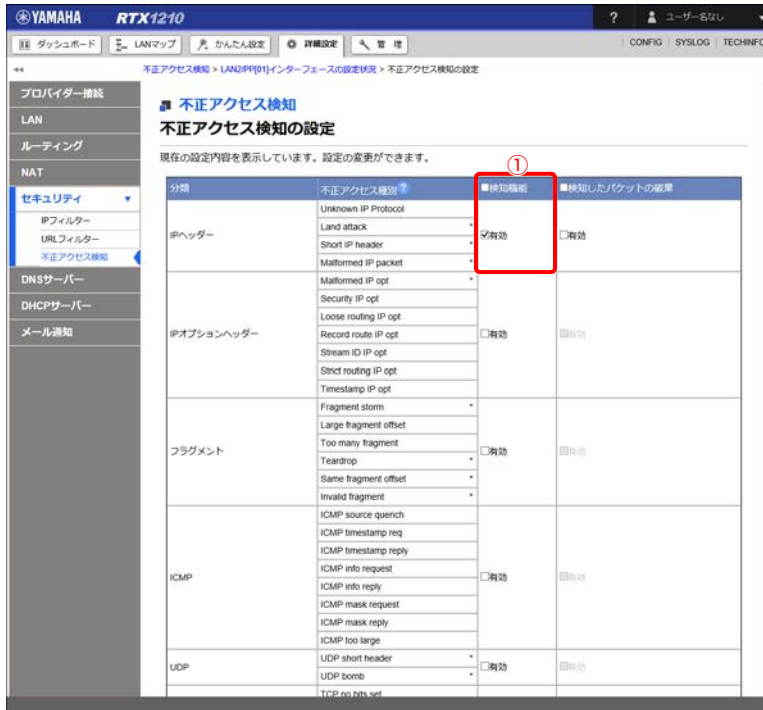 YAMAHA RTX1210 ? ユーザー名なし
ダッシュボード LANマップ かんたん設定 詳細設定 管 理 CONFIG SYSLOG TECHINFO
<< 不正アクセス検知 > LAN2/PP[01]インターフェースの設定状況 > 不正アクセス検知の設定
プロバイダー接続
LAN
ルーティング
NAT
セキュリティ
IPフィルター
URLフィルター
不正アクセス検知
DNSサーバー
DHCPサーバー
メール通知
不正アクセス検知
不正アクセス検知の設定
現在の設定内容を表示しています。設定の変更ができます。
①
分類 不正アクセス種別 ? ■検知機能 ■検知したパケットの破棄
IPヘッダー
Unknown IP Protocol
Land attack *
Short IP header *
Malformed IP packet *
有効 有効
IPオプションヘッダー
Malformed IP opt *
Security IP opt
Loose routing IP opt
Record route IP opt
Stream ID IP opt
Strict routing IP opt
Timestamp IP opt
有効 有効
フラグメント
Fragment storm *
Large fragment offset
Too many fragment
Teardrop *
Same fragment offset *
Invalid fragment *
有効 有効
ICMP
ICMP source quench
ICMP timestamp req
ICMP timestamp reply
ICMP info request
ICMP info reply
ICMP mask request
ICMP mask reply
ICMP too large
有効 有効
UDP
UDP short header *
UDP bomb *
有効 有効
TCP no bits set